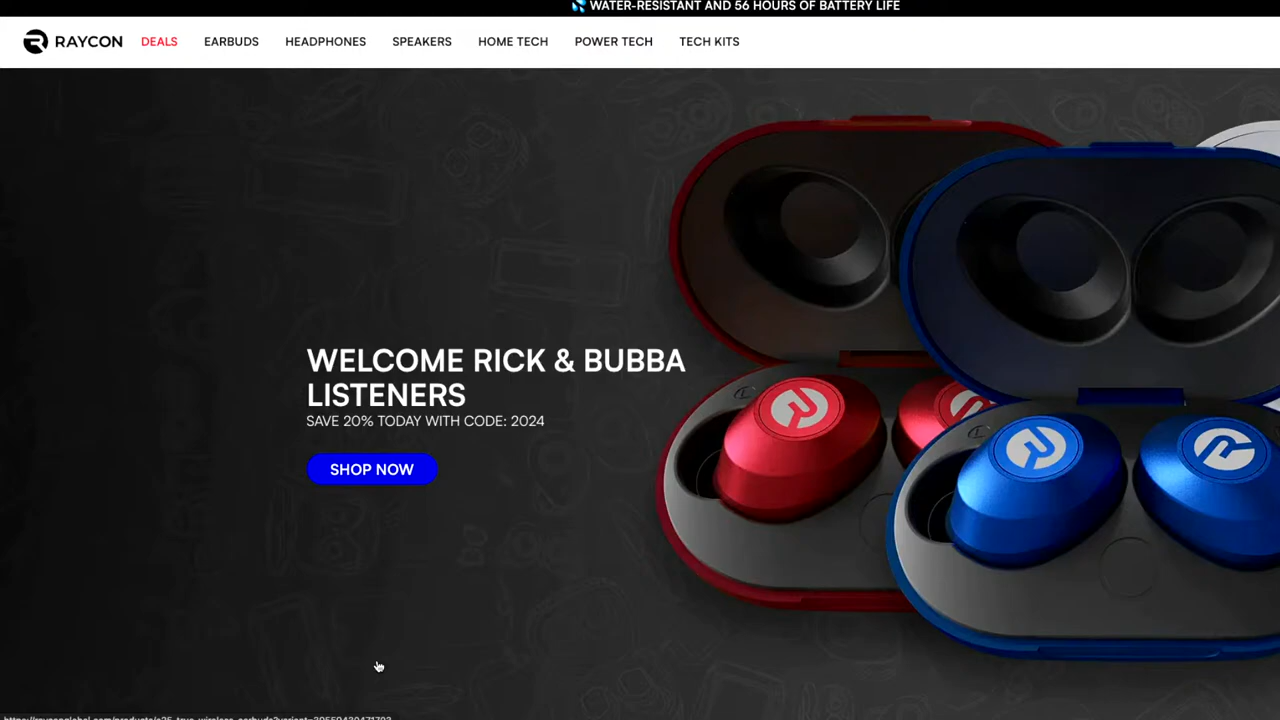 💦 WATER-RESISTANT AND 56 HOURS OF BATTERY LIFE
RAYCON DEALS EARBUDS HEADPHONES SPEAKERS HOME TECH POWER TECH TECH KITS
WELCOME RICK & BUBBA
LISTENERS
SAVE 20% TODAY WITH CODE: 2024
SHOP NOW